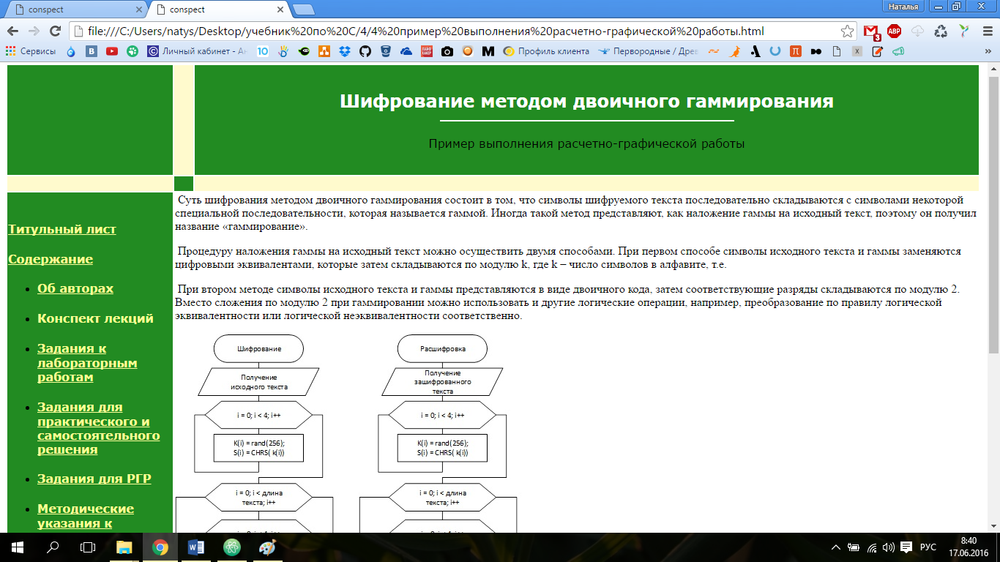 conspect
conspect
Наталья
file:///C:/Users/natys/Desktop/учебник%20по%20C/4/4%20пример%20выполнения%20расчетно-графической%20работы.html
3
ABP
Сервисы
B
Личный кабинет - Ан
10
Профиль клиента
Первородные / Древ
Шифрование методом двоичного гаммирования
Пример выполнения расчетно-графической работы
Титульный лист
Содержание
Об авторах
Конспект лекций
Задания к
лабораторным
работам
Задания для
практического и
самостоятельного
решения
Задания для РГР
Методические
указания к
Суть шифрования методом двоичного гаммирования состоит в том, что символы шифруемого текста последовательно складываются с символами некоторой
специальной последовательности, которая называется гаммой. Иногда такой метод представляют, как наложение гаммы на исходный текст, поэтому он получил
название «гаммирование».
Процедуру наложения гаммы на исходный текст можно осуществить двумя способами. При первом способе символы исходного текста и гаммы заменяются
цифровыми эквивалентами, которые затем складываются по модулю k, где k – число символов в алфавите, т.е.
При втором методе символы исходного текста и гаммы представляются в виде двоичного кода, затем соответствующие разряды складываются по модулю 2.
Вместо сложения по модулю 2 при гаммировании можно использовать и другие логические операции, например, преобразование по правилу логической
эквивалентности или логической неэквивалентности соответственно.
Шифрование
Получение
исходного текста
i = 0; i < 4; i++
K(i) = rand(256);
S(i) = CHRS( k(i))
i = 0; i < длина
текста; i++
Расшифровка
Получение
зашифрованного
текста
i = 0; i < 4; i++
K(i) = rand(256);
S(i) = CHRS( k(i))
i = 0; i < длина
текста; i++
РУС
8:40
17.06.2016